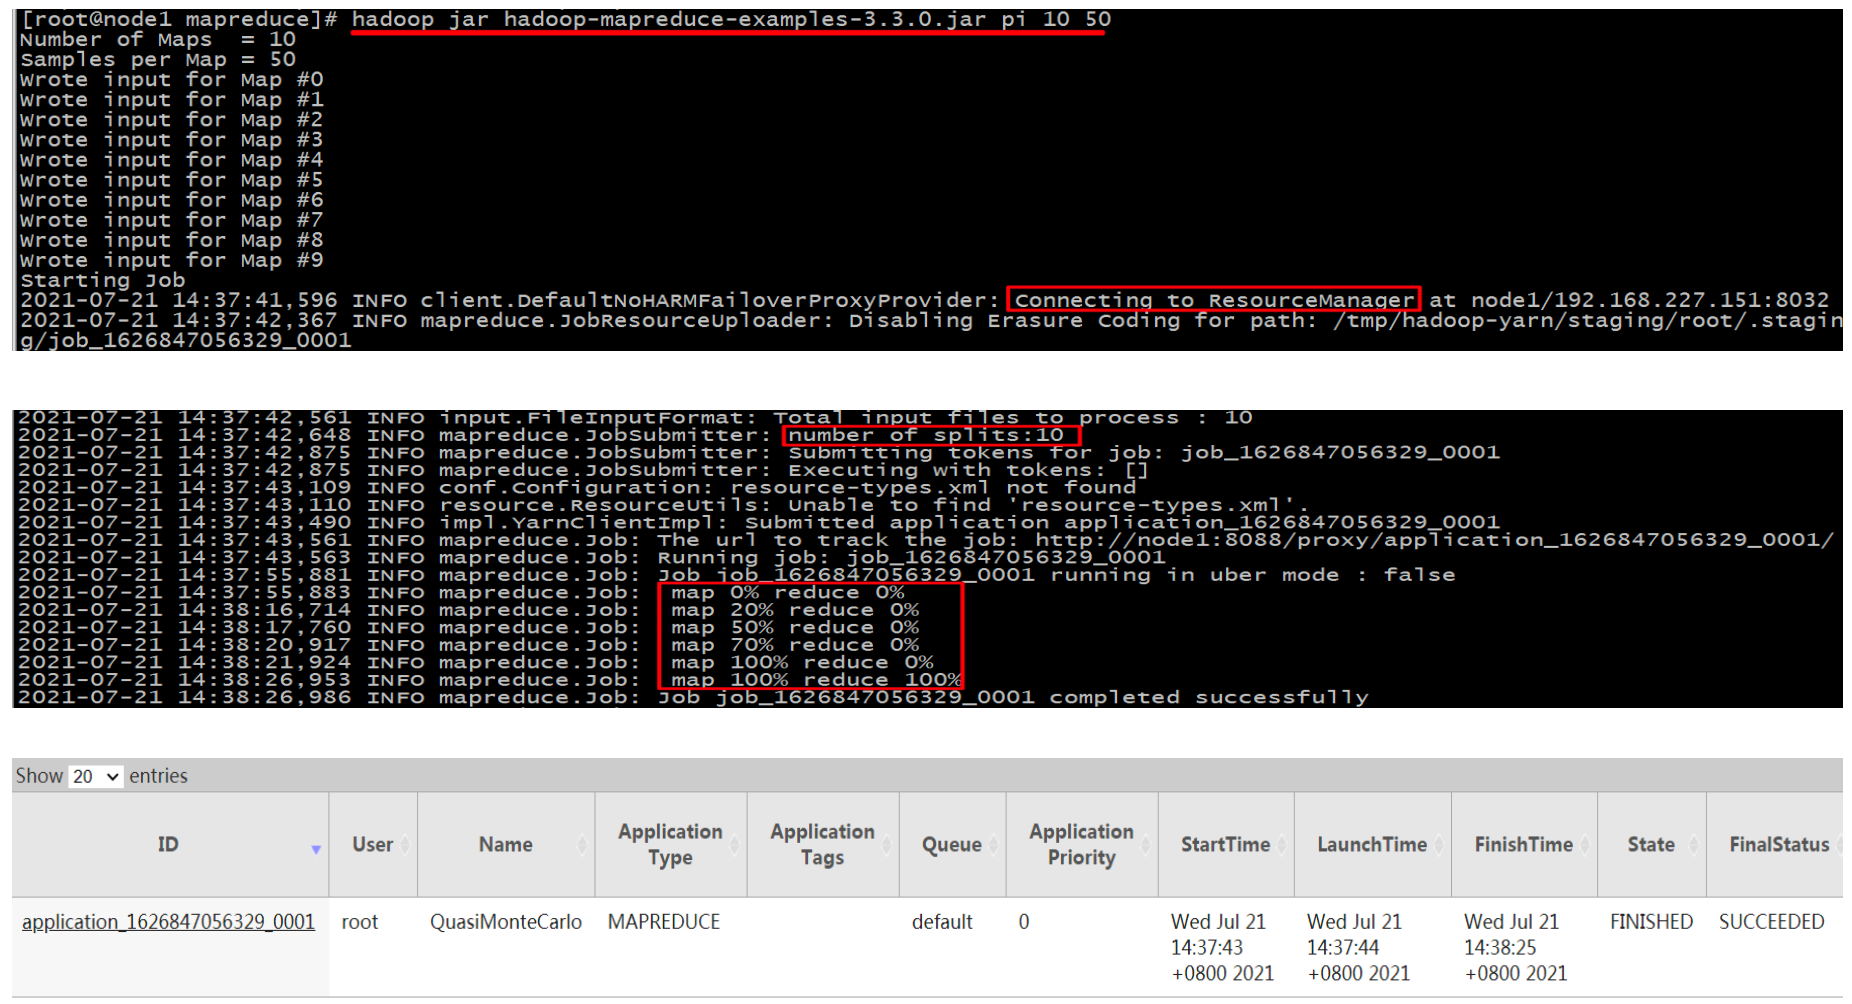 [root@node1 mapreduce]# hadoop jar hadoop-mapreduce-examples-3.3.0.jar pi 10 50
Number of Maps  = 10
Samples per Map = 50
Wrote input for Map #0
Wrote input for Map #1
Wrote input for Map #2
Wrote input for Map #3
Wrote input for Map #4
Wrote input for Map #5
Wrote input for Map #6
Wrote input for Map #7
Wrote input for Map #8
Wrote input for Map #9
Starting Job
2021-07-21 14:37:41,596 INFO client.DefaultNoHARMFailoverProxyProvider: Connecting to ResourceManager at node1/192.168.227.151:8032
2021-07-21 14:37:42,367 INFO mapreduce.JobResourceUploader: Disabling Erasure Coding for path: /tmp/hadoop-yarn/staging/root/.stagin
g/job_1626847056329_0001
2021-07-21 14:37:42,561 INFO input.FileInputFormat: Total input files to process : 10
2021-07-21 14:37:42,648 INFO mapreduce.JobSubmitter: number of splits:10
2021-07-21 14:37:42,875 INFO mapreduce.JobSubmitter: Submitting tokens for job: job_1626847056329_0001
2021-07-21 14:37:42,875 INFO mapreduce.JobSubmitter: Executing with tokens: []
2021-07-21 14:37:43,109 INFO conf.Configuration: resource-types.xml not found
2021-07-21 14:37:43,110 INFO resource.ResourceUtils: Unable to find 'resource-types.xml'.
2021-07-21 14:37:43,490 INFO impl.YarnClientImpl: Submitted application application_1626847056329_0001
2021-07-21 14:37:43,561 INFO mapreduce.Job: The url to track the job: http://node1:8088/proxy/application_1626847056329_0001/
2021-07-21 14:37:43,563 INFO mapreduce.Job: Running job: job_1626847056329_0001
2021-07-21 14:37:55,881 INFO mapreduce.Job: Job job_1626847056329_0001 running in uber mode : false
2021-07-21 14:37:55,883 INFO mapreduce.Job:  map 0% reduce 0%
2021-07-21 14:38:16,714 INFO mapreduce.Job:  map 20% reduce 0%
2021-07-21 14:38:17,760 INFO mapreduce.Job:  map 50% reduce 0%
2021-07-21 14:38:20,917 INFO mapreduce.Job:  map 70% reduce 0%
2021-07-21 14:38:21,924 INFO mapreduce.Job:  map 100% reduce 0%
2021-07-21 14:38:26,953 INFO mapreduce.Job:  map 100% reduce 100%
2021-07-21 14:38:26,986 INFO mapreduce.Job: Job job_1626847056329_0001 completed successfully
Show 20 entries
ID User Name Application Type Application Tags Queue Application Priority StartTime LaunchTime FinishTime State FinalStatus
application_1626847056329_0001 root QuasiMonteCarlo MAPREDUCE default 0 Wed Jul 21 14:37:43 +0800 2021 Wed Jul 21 14:37:44 +0800 2021 Wed Jul 21 14:38:25 +0800 2021 FINISHED SUCCEEDED